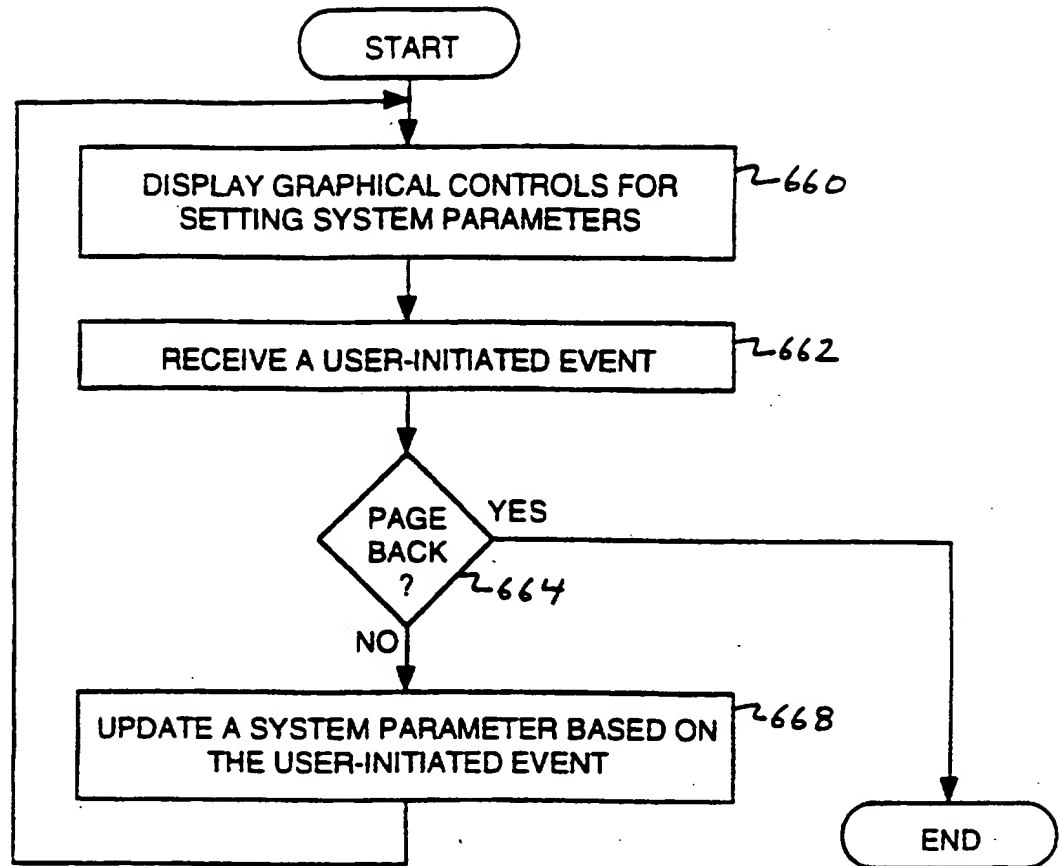 START
DISPLAY GRAPHICAL CONTROLS FOR
SETTING SYSTEM PARAMETERS
660
RECEIVE A USER-INITIATED EVENT
662
PAGE
BACK
?
YES
664
NO
UPDATE A SYSTEM PARAMETER BASED ON
THE USER-INITIATED EVENT
668
END